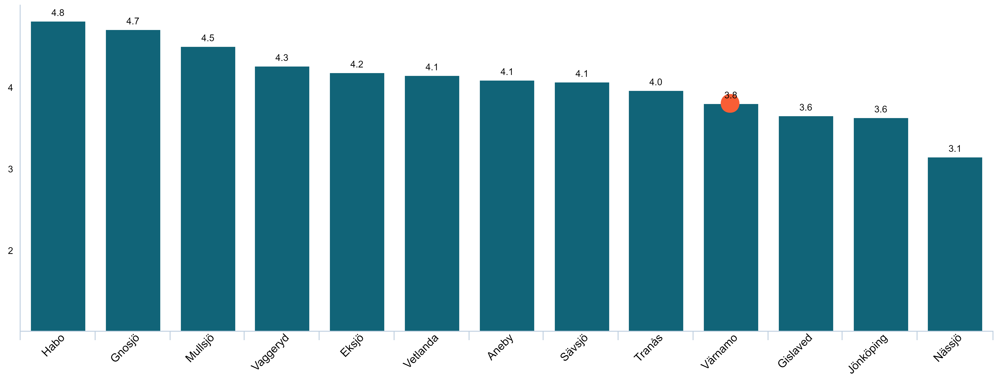 4.8
4.7
4.5
4.3
4.2
4.1
4.1
4.1
4.0
3.8
3.6
3.6
3.1
4
3
2
Habo
Gnosjö
Mullsjö
Vaggeryd
Eksjö
Vetlanda
Aneby
Sävsjö
Tranås
Värnamo
Gislaved
Jönköping
Nässjö